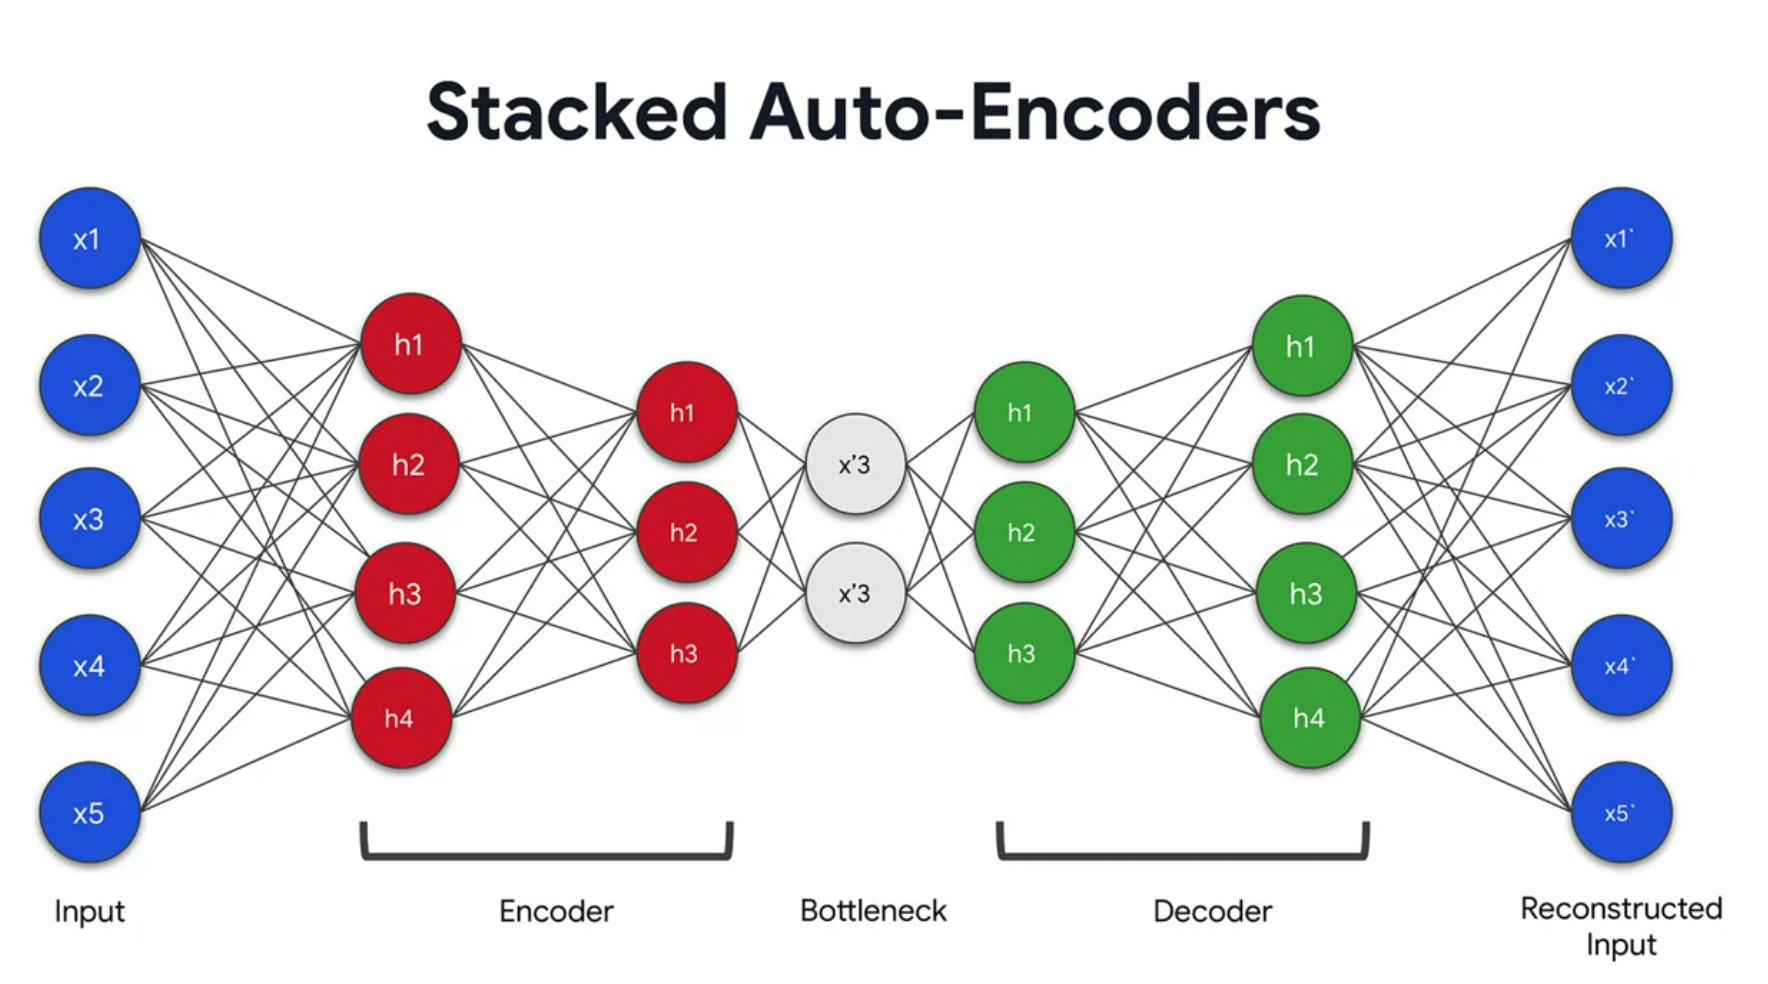 Stacked Auto-Encoders
x1
x2
x3
x4
x5
h1
h2
h3
h4
h1
h2
h3
x'3
x'3
h1
h2
h3
h1
h2
h3
h4
x1`
x2`
x3`
x4`
x5`
Input
Encoder
Bottleneck
Decoder
Reconstructed
Input